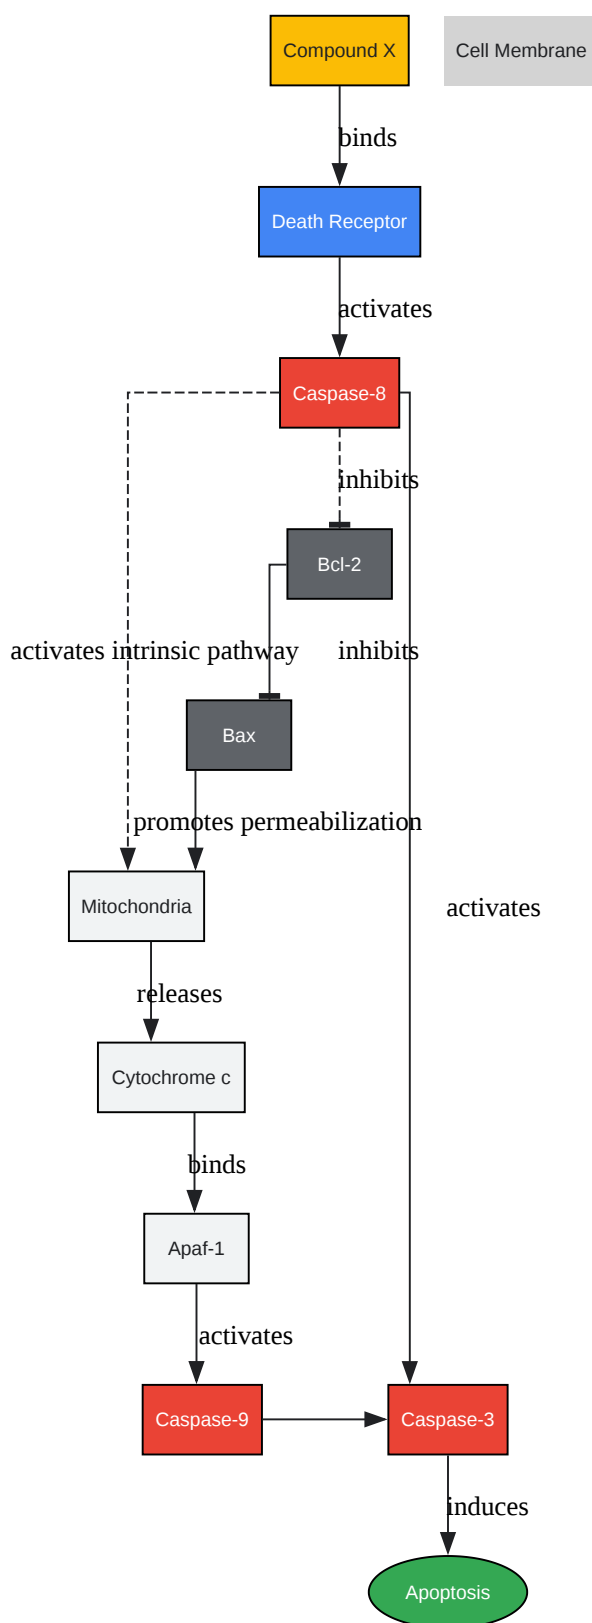 Compound X
Cell Membrane
binds
Death Receptor
activates
Caspase-8
inhibits
Bcl-2
activates intrinsic pathway
inhibits
Bax
promotes permeabilization
Mitochondria
activates
releases
Cytochrome c
binds
Apaf-1
activates
Caspase-9
Caspase-3
induces
Apoptosis